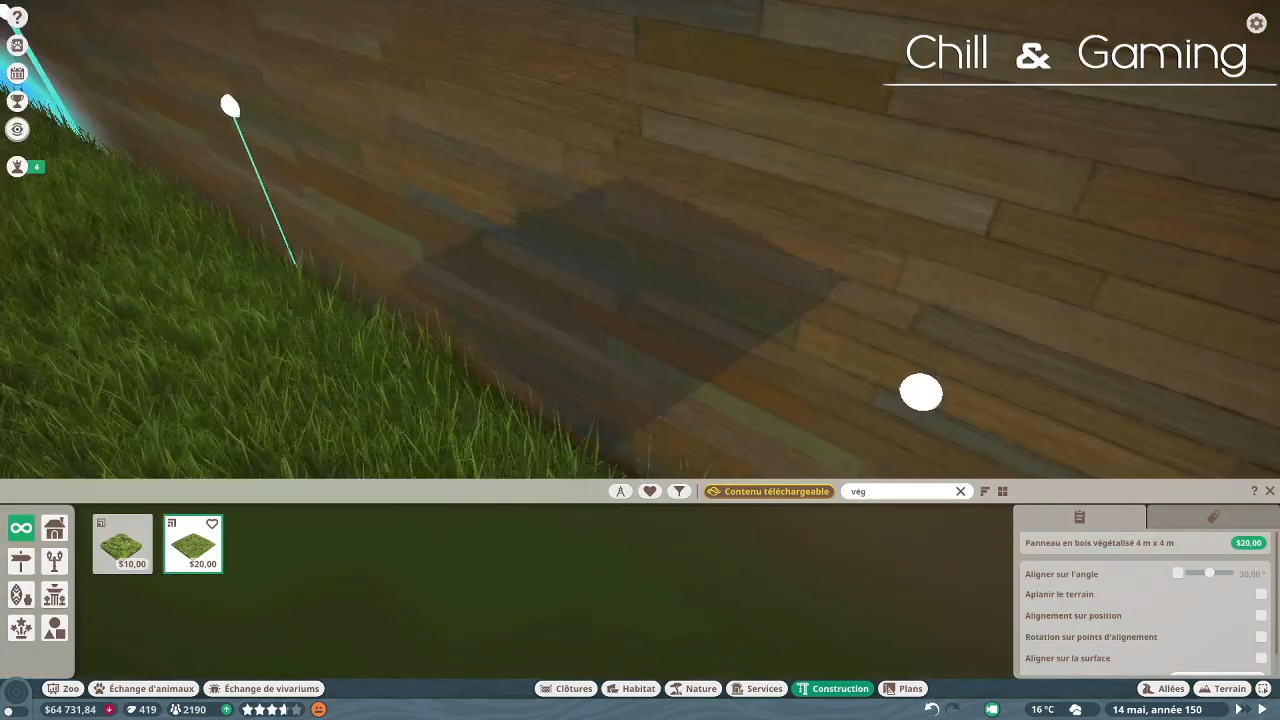 Chill & Gaming
?
4
Contenu téléchargeable
vég
?
$10,00
$20,00
Panneau en bois végétalisé 4 m x 4 m
$20,00
Aligner sur l'angle
30,00°
Aplanir le terrain
Alignement sur position
Rotation sur points d'alignement
Aligner sur la surface
Zoo
Échange d'animaux
Échange de vivariums
Clôtures
Habitat
Nature
Services
Construction
Plans
Allées
Terrain
$64 731,84
419
2190
16 °C
14 mai, année 150